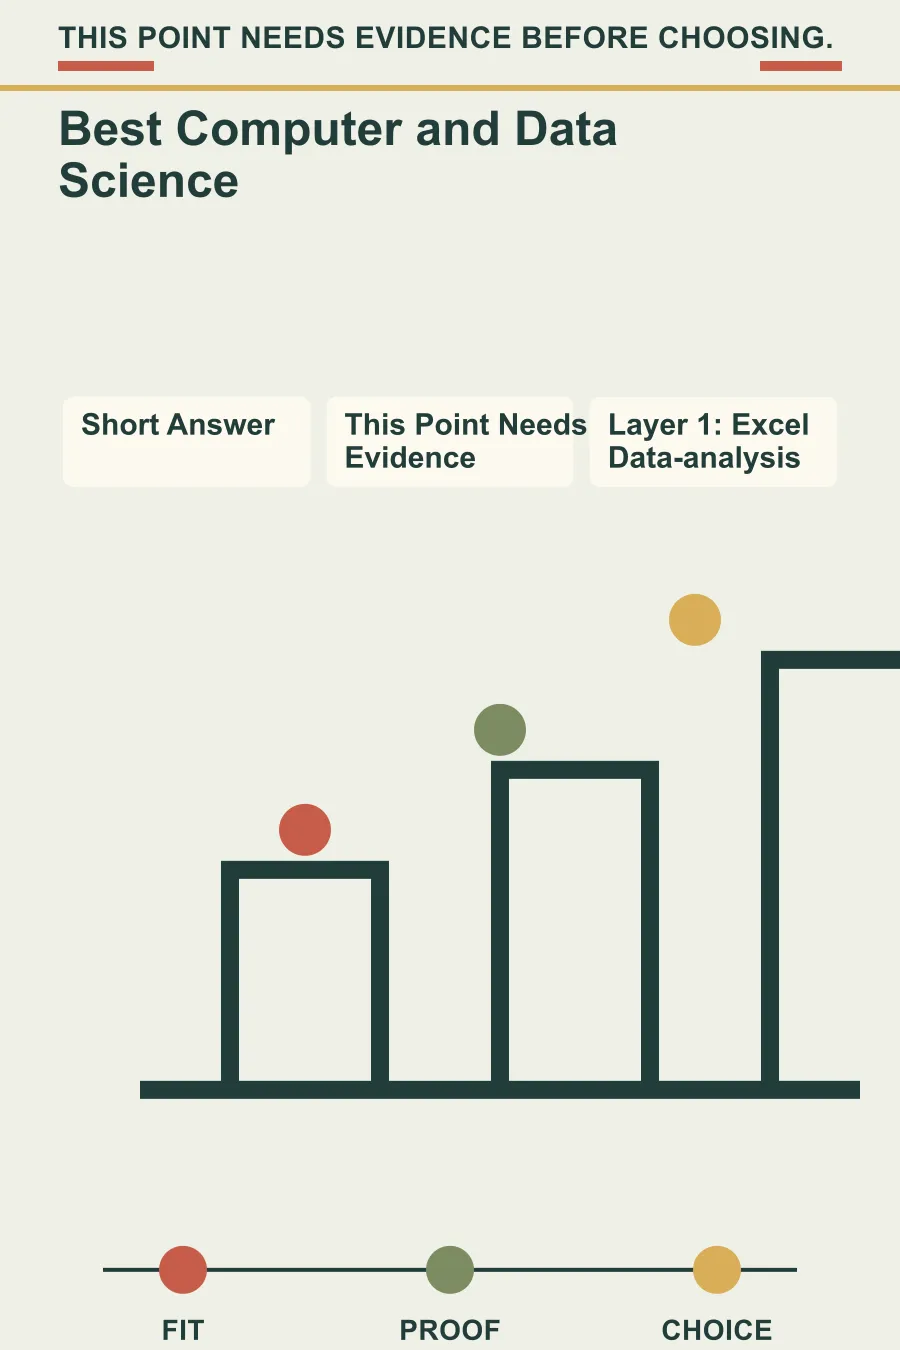 THIS POINT NEEDS EVIDENCE BEFORE CHOOSING.
Best Computer and Data
Science
Short Answer
This Point Needs
Evidence
Layer 1: Excel
Data-analysis
FIT
PROOF
CHOICE